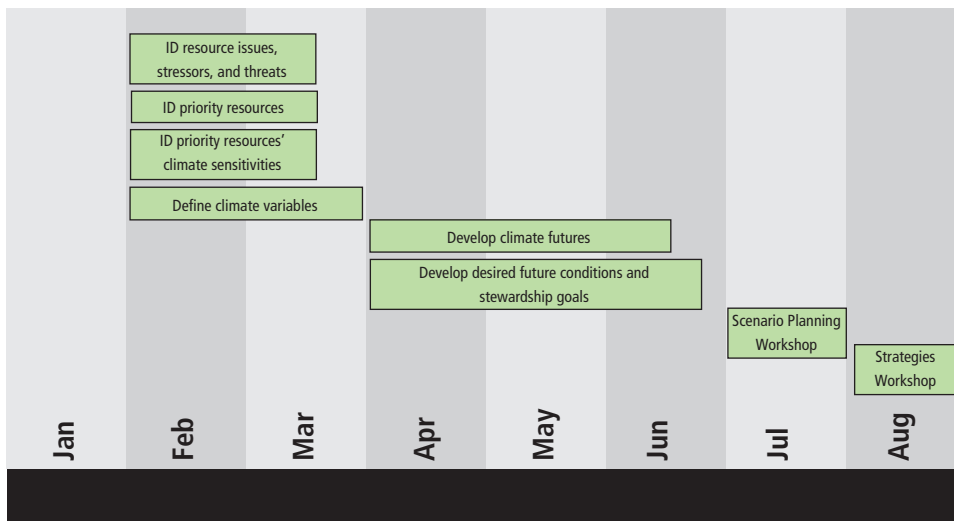 ID resource issues,
stressors, and threats
ID priority resources
ID priority resources’
climate sensitivities
Define climate variables
Develop climate futures
Develop desired future conditions and
stewardship goals
Scenario Planning
Workshop
Strategies
Workshop
Jan
Feb
Mar
Apr
May
Jun
Jul
Aug